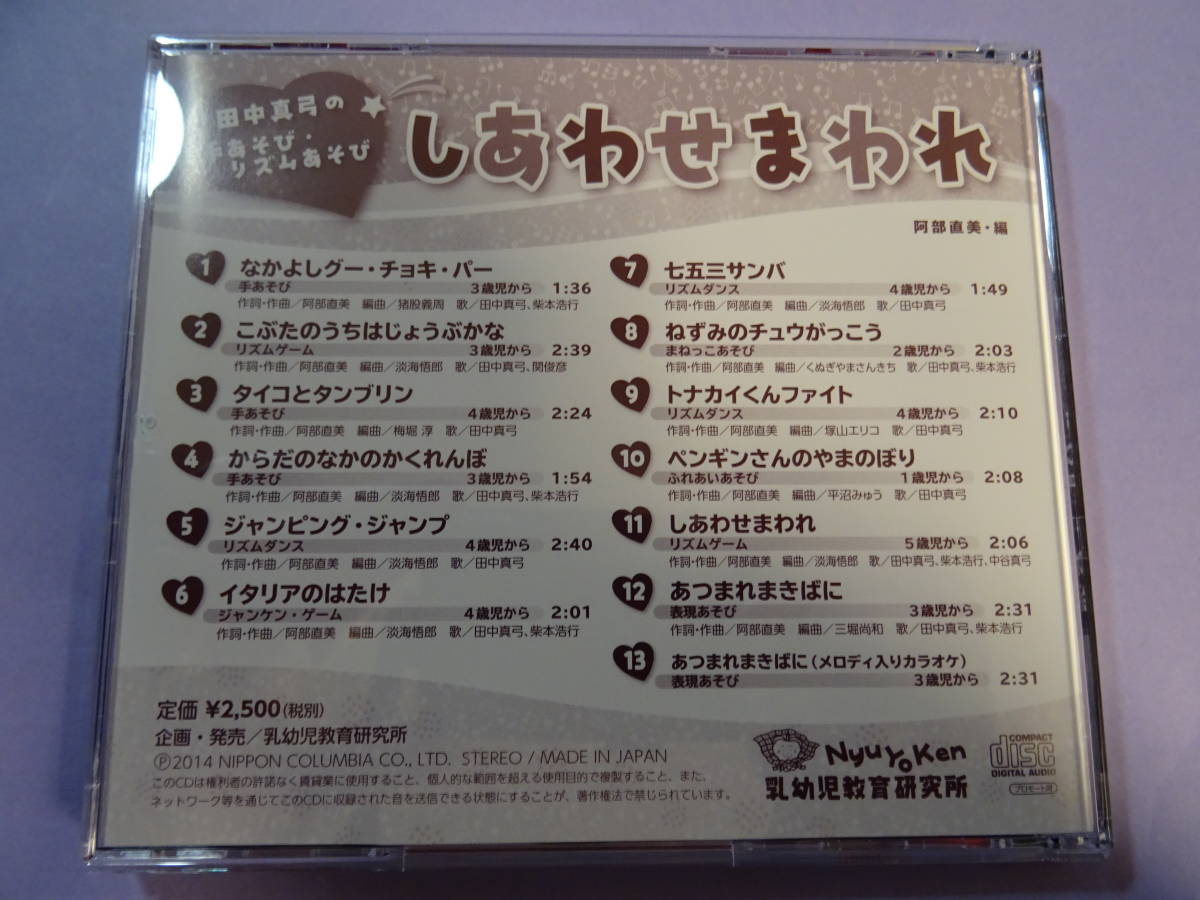 田中真弓の
手あそび・
リズムあそび
しあわせまわれ
阿部直美・編
1 なかよしグー・チョキ・パー
手あそび 3歳児から 1:36
作詞・作曲／阿部直美 編曲／猪股義周 歌／田中真弓、柴本浩行
2 こぶたのうちはじょうぶかな
リズムゲーム 3歳児から 2:39
作詞・作曲／阿部直美 編曲／淡海悟郎 歌／田中真弓、関俊彦
3 タイコとタンブリン
手あそび 4歳児から 2:24
作詞・作曲／阿部直美 編曲／梅堀 淳 歌／田中真弓
4 からだのなかのかくれんぼ
手あそび 3歳児から 1:54
作詞・作曲／阿部直美 編曲／淡海悟郎 歌／田中真弓、柴本浩行
5 ジャンピング・ジャンプ
リズムダンス 4歳児から 2:40
作詞・作曲／阿部直美 編曲／淡海悟郎 歌／田中真弓
6 イタリアのはたけ
ジャンケン・ゲーム 4歳児から 2:01
作詞・作曲／阿部直美 編曲／淡海悟郎 歌／田中真弓、柴本浩行
7 七五三サンバ
リズムダンス 4歳児から 1:49
作詞・作曲／阿部直美 編曲／淡海悟郎 歌／田中真弓
8 ねずみのチュウがっこう
まねっこあそび 2歳児から 2:03
作詞・作曲／阿部直美 編曲／くぬぎやまさんきち 歌／田中真弓、柴本浩行
9 トナカイくんファイト
リズムダンス 4歳児から 2:10
作詞・作曲／阿部直美 編曲／塚山エリコ 歌／田中真弓
10 ペンギンさんのやまのぼり
ふれあいあそび 1歳児から 2:08
作詞・作曲／阿部直美 編曲／平沼みゅう 歌／田中真弓
11 しあわせまわれ
リズムゲーム 5歳児から 2:06
作詞・作曲／阿部直美 編曲／淡海悟郎 歌／田中真弓、柴本浩行、中谷真弓
12 あつまれまきばに
表現あそび 3歳児から 2:31
作詞・作曲／阿部直美 編曲／三堀尚和 歌／田中真弓、柴本浩行
13 あつまれまきばに（メロディ入りカラオケ）
表現あそび 3歳児から 2:31
定価 ¥2,500（税別）
企画・発売／乳幼児教育研究所
Ⓟ2014 NIPPON COLUMBIA CO., LTD. STEREO / MADE IN JAPAN
このCDは権利者の許諾なく賃貸業に使用すること、個人的な範囲を超える使用目的で複製すること、また、
ネットワーク等を通じてこのCDに収録された音を送信できる状態にすることが、著作権法で禁じられています。
Nyu Yo Ken
乳幼児教育研究所
COMPACT
disc
DIGITAL AUDIO
プロモート用